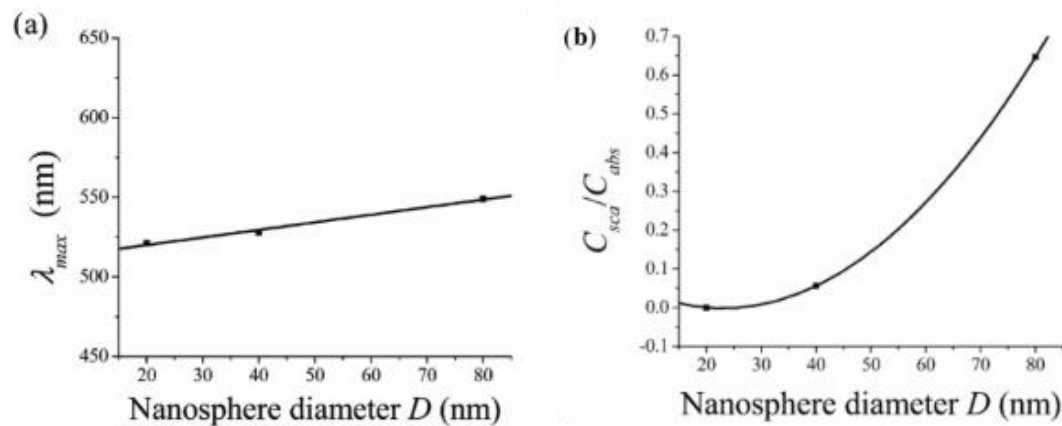 (a)
650
600
550
500
450
λmax (nm)
20 30 40 50 60 70 80
Nanosphere diameter D (nm)
(b)
0.7
0.6
0.5
0.4
0.3
0.2
0.1
0.0
-0.1
Csca/Cabs
20 30 40 50 60 70 80
Nanosphere diameter D (nm)